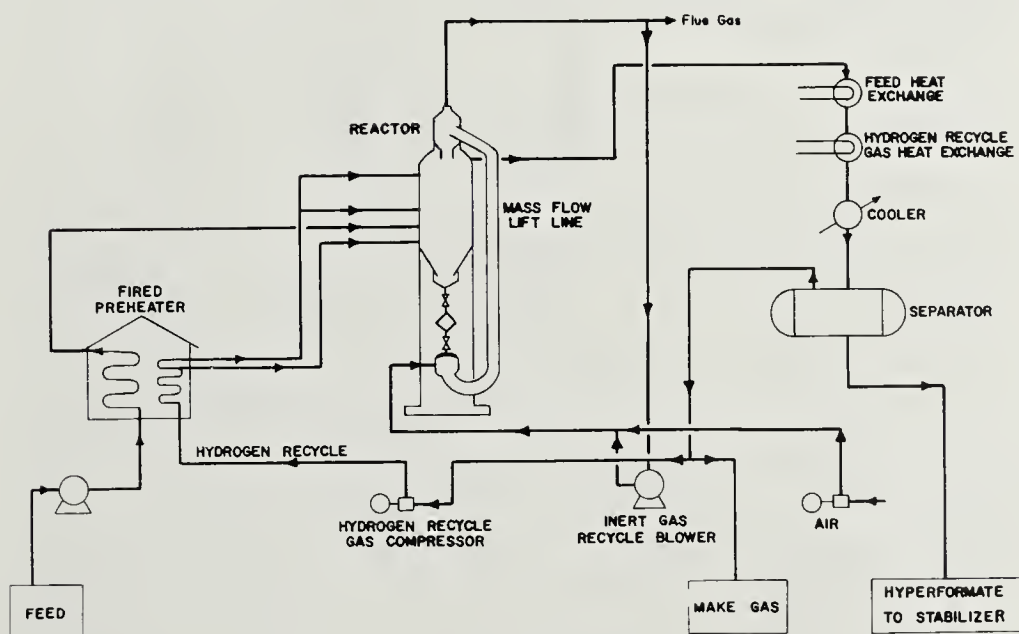 Flue Gas
FEED HEAT
EXCHANGE
REACTOR
HYDROGEN RECYCLE
GAS HEAT EXCHANGE
MASS FLOW
LIFT LINE
COOLER
FIRED
PREHEATER
SEPARATOR
HYDROGEN RECYCLE
HYDROGEN RECYCLE
GAS COMPRESSOR
INERT GAS
RECYCLE BLOWER
AIR
FEED
MAKE GAS
HYPERFORMATE
TO STABILIZER